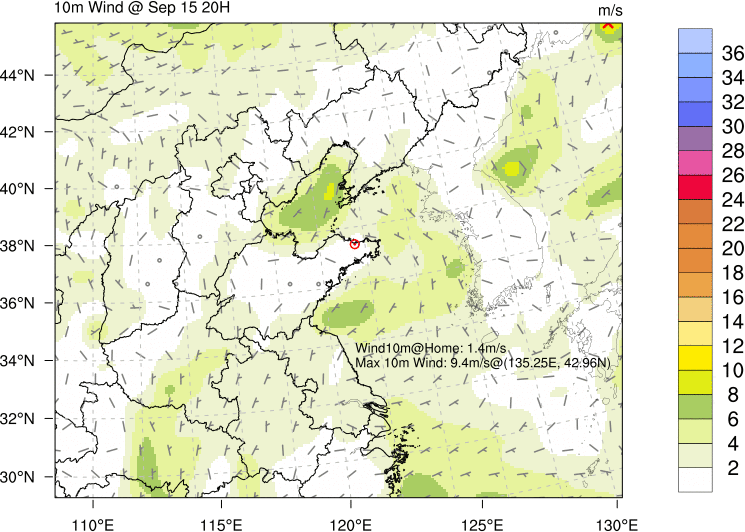 10m Wind @ Sep 15 20H
m/s
44°N
42°N
40°N
38°N
36°N
34°N
32°N
30°N
110°E
115°E
120°E
125°E
130°E
Wind10m@Home: 1.4m/s
Max 10m Wind: 9.4m/s@(135.25E, 42.96N)
36
34
32
30
28
26
24
22
20
18
16
14
12
10
8
6
4
2